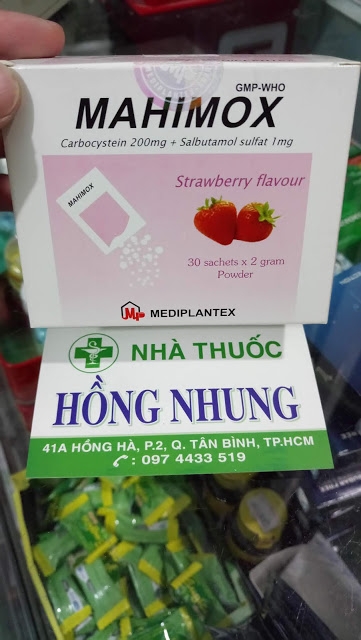 GMP-WHO
MAHIMOX
Carbocystein 200mg + Salbutamol sulfat 1mg
Strawberry flavour
MAHIMOX
30 sachets x 2 gram
Powder
MEDIPLANTEX
NHÀ THUỐC
HỒNG NHUNG
41A HỒNG HÀ, P.2, Q. TÂN BÌNH, TP.HCM
: 097 4433 519